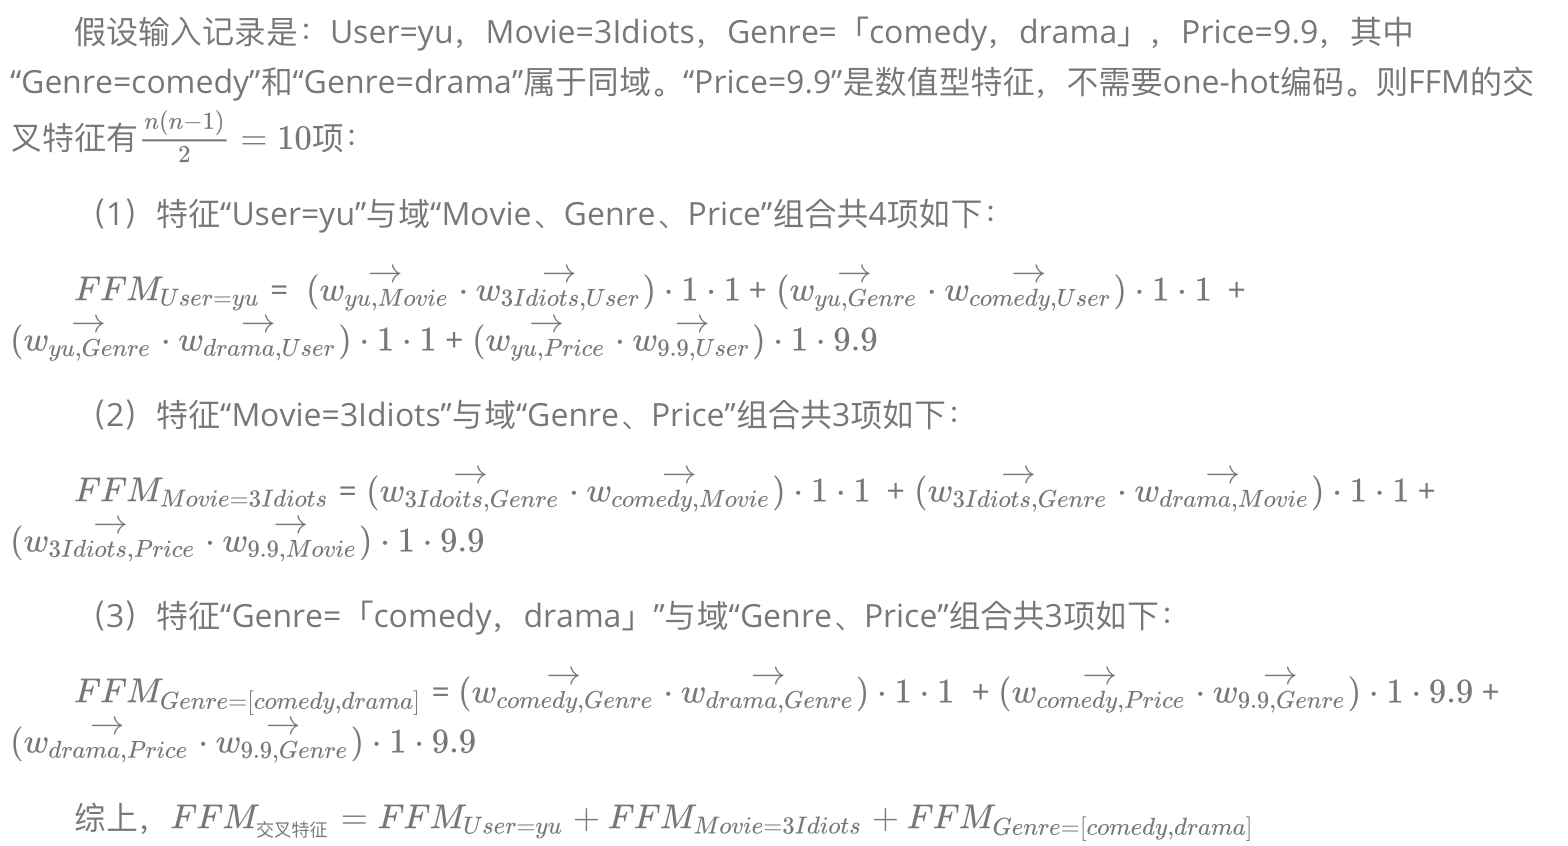 假设输入记录是：User=yu，Movie=3Idiots，Genre=「comedy，drama」，Price=9.9，其中
“Genre=comedy”和“Genre=drama”属于同域。“Price=9.9”是数值型特征，不需要one-hot编码。则FFM的交
叉特征有$\frac{n(n-1)}{2} = 10$项：
（1）特征“User=yu”与域“Movie、Genre、Price”组合共4项如下：
$FFM_{User=yu}$ = $(\overrightarrow{w_{yu,Movie}} \cdot \overrightarrow{w_{3Idiots,User}}) \cdot 1 \cdot 1$ + $(\overrightarrow{w_{yu,Genre}} \cdot \overrightarrow{w_{comedy,User}}) \cdot 1 \cdot 1$ +
$(\overrightarrow{w_{yu,Genre}} \cdot \overrightarrow{w_{drama,User}}) \cdot 1 \cdot 1$ + $(\overrightarrow{w_{yu,Price}} \cdot \overrightarrow{w_{9.9,User}}) \cdot 1 \cdot 9.9$
（2）特征“Movie=3Idiots”与域“Genre、Price”组合共3项如下：
$FFM_{Movie=3Idiots}$ = $(\overrightarrow{w_{3Idoits,Genre}} \cdot \overrightarrow{w_{comedy,Movie}}) \cdot 1 \cdot 1$ + $(\overrightarrow{w_{3Idiots,Genre}} \cdot \overrightarrow{w_{drama,Movie}}) \cdot 1 \cdot 1$ +
$(\overrightarrow{w_{3Idiots,Price}} \cdot \overrightarrow{w_{9.9,Movie}}) \cdot 1 \cdot 9.9$
（3）特征“Genre=「comedy，drama」”与域“Genre、Price”组合共3项如下：
$FFM_{Genre=[comedy,drama]}$ = $(\overrightarrow{w_{comedy,Genre}} \cdot \overrightarrow{w_{drama,Genre}}) \cdot 1 \cdot 1$ + $(\overrightarrow{w_{comedy,Price}} \cdot \overrightarrow{w_{9.9,Genre}}) \cdot 1 \cdot 9.9$ +
$(\overrightarrow{w_{drama,Price}} \cdot \overrightarrow{w_{9.9,Genre}}) \cdot 1 \cdot 9.9$
综上，$FFM_{交叉特征} = FFM_{User=yu} + FFM_{Movie=3Idiots} + FFM_{Genre=[comedy,drama]}$